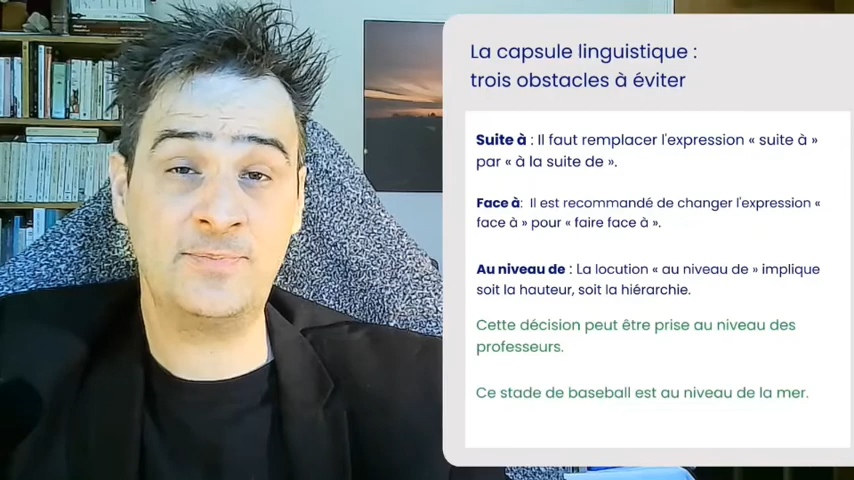 La capsule linguistique :
trois obstacles à éviter
Suite à : Il faut remplacer l'expression « suite à »
par « à la suite de ».
Face à: Il est recommandé de changer l'expression «
face à » pour « faire face à ».
Au niveau de : La locution « au niveau de » implique
soit la hauteur, soit la hiérarchie.
Cette décision peut être prise au niveau des
professeurs.
Ce stade de baseball est au niveau de la mer.